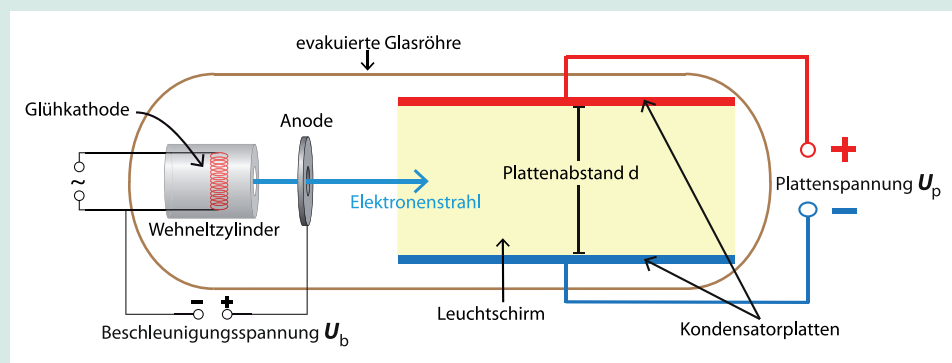 evakuierte Glasröhre
Glühkathode
Anode
Plattenabstand d
+
Plattenspannung Up
−
~
Elektronenstrahl
Wehneltzylinder
− +
Beschleunigungsspannung Ub
Leuchtschirm
Kondensatorplatten